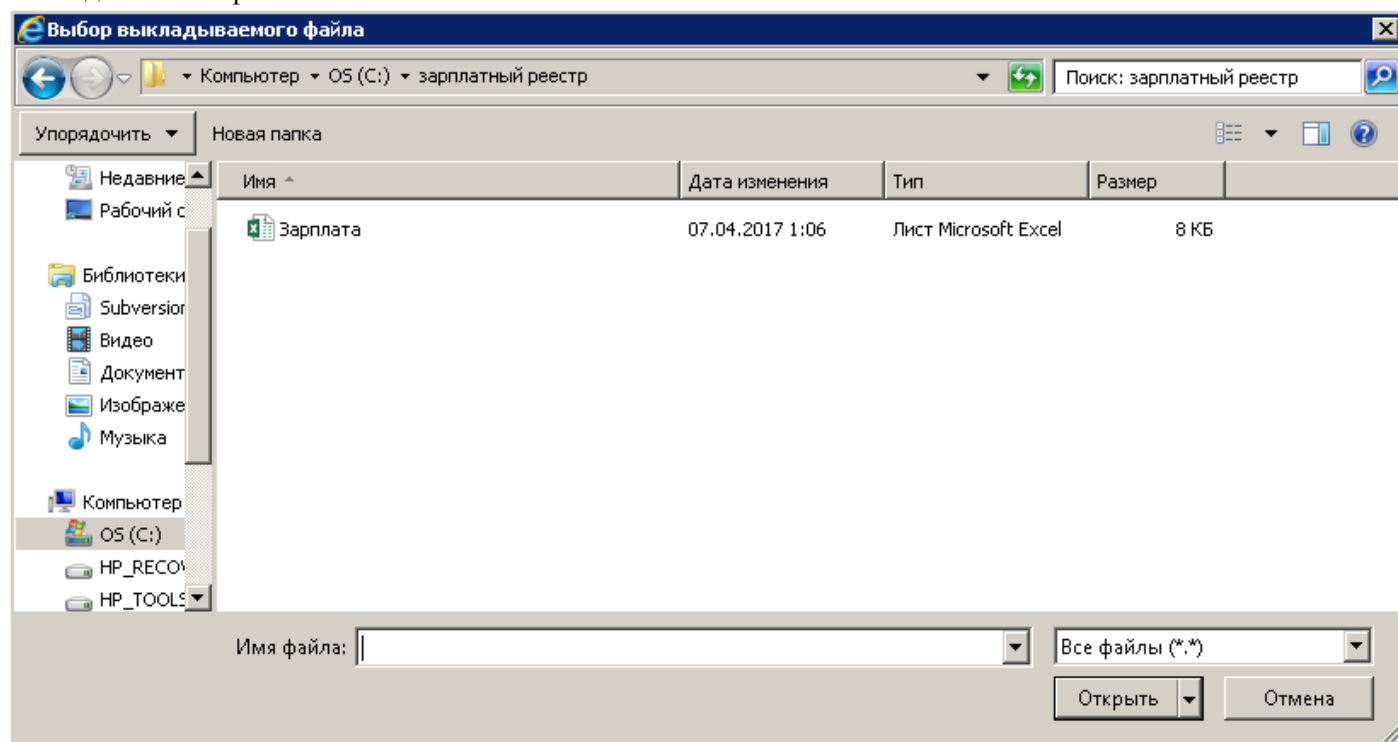 Выбор выкладываемого файла
Компьютер OS (C:) зарплатный реестр Поиск: зарплатный реестр
Упорядочить Новая папка
Имя Дата изменения Тип Размер
Зарплата 07.04.2017 1:06 Лист Microsoft Excel 8 КБ
Недавние
Рабочий с
Библиотеки
Subversion
Видео
Документ
Изображе
Музыка
Компьютер
OS (C:)
HP_RECOV
HP_TOOLS
Имя файла: Все файлы (*.*)
Открыть Отмена